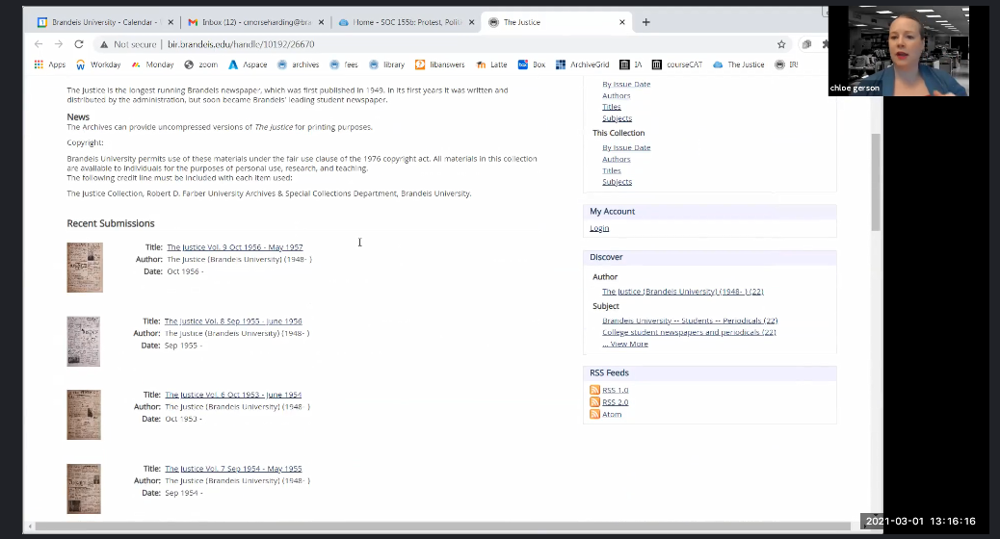 Brandeis University - Calendar -
Inbox (12) - cmorseharding@bra
Home - SOC 155b: Protest, Politi
The Justice
Not secure | bir.brandeis.edu/handle/10192/26670
Apps Workday Monday zoom Aspace archives fees library libanswers Latte Box ArchiveGrid IA courseCAT The Justice IR!
chloe gerson
The Justice is the longest running Brandeis newspaper, which was first published in 1949. In its first years it was written and
distributed by the administration, but soon became Brandeis' leading student newspaper.
News
The Archives can provide uncompressed versions of The Justice for printing purposes.
Copyright:
Brandeis University permits use of these materials under the fair use clause of the 1976 copyright act. All materials in this collection
are available to individuals for the purposes of personal use, research, and teaching.
The following credit line must be included with each item used:
The Justice Collection, Robert D. Farber University Archives & Special Collections Department, Brandeis University.
Recent Submissions
Title: The Justice Vol. 9 Oct 1956 - May 1957
Author: The Justice (Brandeis University) (1948- )
Date: Oct 1956 -
Title: The Justice Vol. 8 Sep 1955 - June 1956
Author: The Justice (Brandeis University) (1948- )
Date: Sep 1955 -
Title: The Justice Vol. 6 Oct 1953 - June 1954
Author: The Justice (Brandeis University) (1948- )
Date: Oct 1953 -
Title: The Justice Vol. 7 Sep 1954 - May 1955
Author: The Justice (Brandeis University) (1948- )
Date: Sep 1954 -
By Issue Date
Authors
Titles
Subjects
This Collection
By Issue Date
Authors
Titles
Subjects
My Account
Login
Discover
Author
The Justice (Brandeis University) (1948- ) (22)
Subject
Brandeis University -- Students -- Periodicals (22)
College student newspapers and periodicals (22)
... View More
RSS Feeds
RSS 1.0
RSS 2.0
Atom
2021-03-01 13:16:16